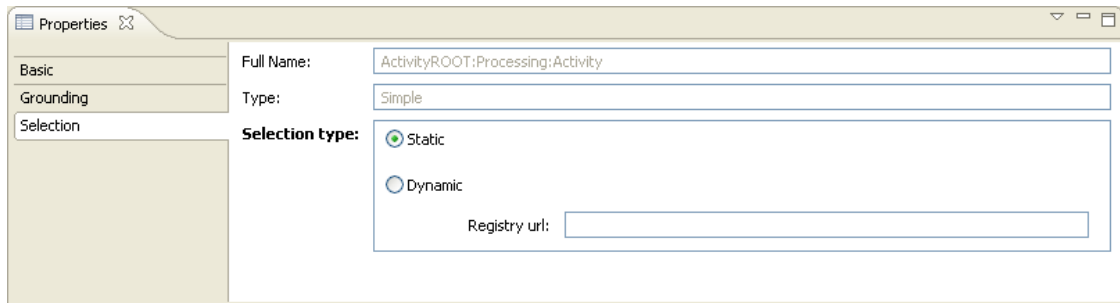 Properties
Basic
Grounding
Selection
Full Name: ActivityROOT:Processing:Activity
Type: Simple
Selection type: Static
Dynamic
Registry url: